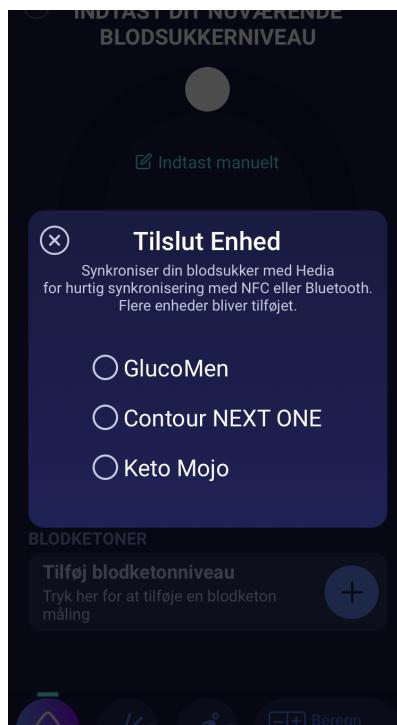 INDTAST DIT NUVÆRENDE
BLODSUKKERNIVEAU
Indtast manuelt
Tilslut Enhed
Synkroniser din blodsukker med Hedia
for hurtig synkronisering med NFC eller Bluetooth.
Flere enheder bliver tilføjet.
GlucoMen
Contour NEXT ONE
Keto Mojo
BLODKETONER
Tilføj blodketonniveau
Tryk her for at tilføje en blodketon
måling
Beregn